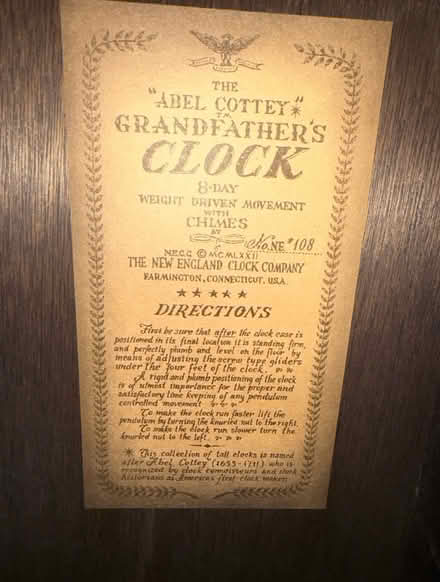 THE
"ABEL COTTEY"*
TM
GRANDFATHER'S
CLOCK
8-DAY
WEIGHT DRIVEN MOVEMENT
WITH
CHIMES
BY
No. NE #108
N.E.C.C © MCMLXXII
THE NEW ENGLAND CLOCK COMPANY
FARMINGTON, CONNECTICUT, U.S.A.
★ ★ ★ ★ ★
DIRECTIONS
First be sure that after the clock case is
positioned in its final location it is standing firm,
and perfectly plumb and level on the floor by
means of adjusting the screw type gliders
under the four feet of the clock.
A rigid and plumb positioning of the clock
is of utmost importance for the proper and
satisfactory time keeping of any pendulum
controlled movement
To make the clock run faster lift the
pendulum by turning the knurled nut to the right.
To make the clock run slower turn the
knurled nut to the left.
* This collection of tall clocks is named
after Abel Cottey (1655-1711) who is
recognized by clock connoisseurs and clock
historians as America's first clock maker.